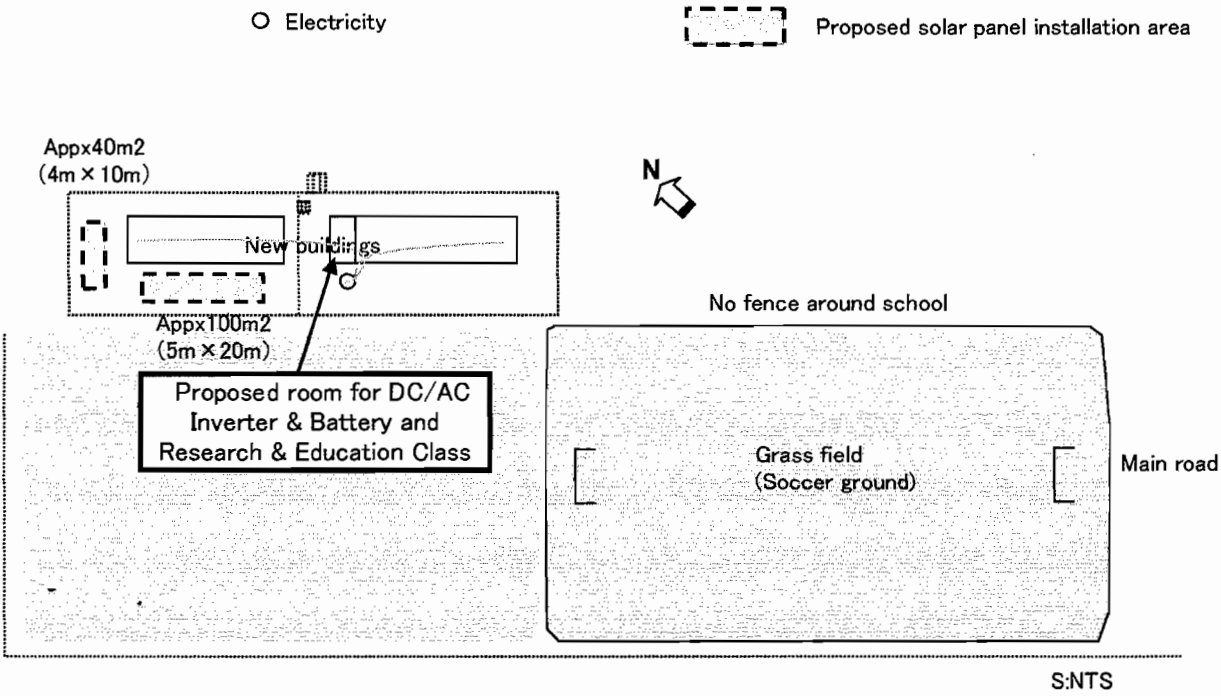 Electricity
Proposed solar panel installation area
Appx40m2
(4m×10m)
N
New buildings
No fence around school
Appx100m2
(5m×20m)
Proposed room for DC/AC
Inverter & Battery and
Research & Education Class
Grass field
(Soccer ground)
Main road
S:NTS